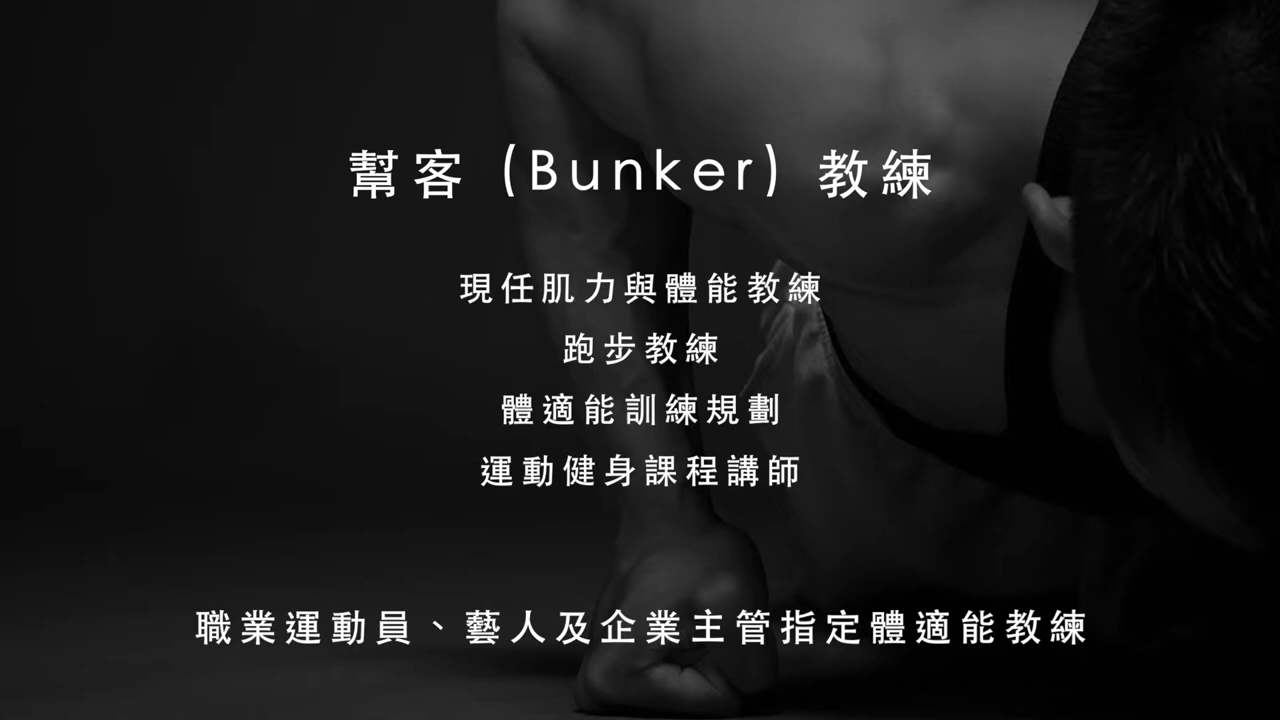 幫客 (Bunker) 教練
現任肌力與體能教練
跑步教練
體適能訓練規劃
運動健身課程講師
職業運動員、藝人及企業主管指定體適能教練